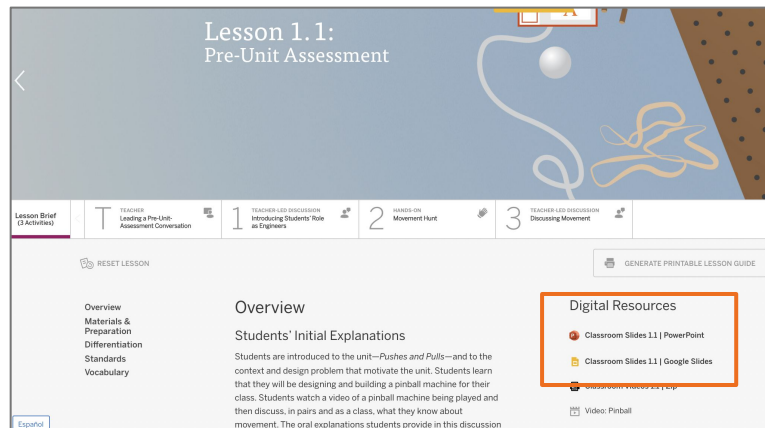 A
Lesson 1.1:
Pre-Unit Assessment
Lesson Brief
(3 Activities)
T
TEACHER
Leading a Pre-Unit-
Assessment Conversation
1
TEACHER-LED DISCUSSION
Introducing Students' Role
as Engineers
2
HANDS-ON
Movement Hunt
3
TEACHER-LED DISCUSSION
Discussing Movement
RESET LESSON
GENERATE PRINTABLE LESSON GUIDE
Overview
Materials &
Preparation
Differentiation
Standards
Vocabulary
Overview
Students' Initial Explanations
Students are introduced to the unit—Pushes and Pulls—and to the
context and design problem that motivate the unit. Students learn
that they will be designing and building a pinball machine for their
class. Students watch a video of a pinball machine being played and
then discuss, in pairs and as a class, what they know about
movement. The oral explanations students provide in this discussion
Digital Resources
Classroom Slides 1.1 | PowerPoint
Classroom Slides 1.1 | Google Slides
Classroom Videos 1.1 | Zip
Video: Pinball
Español